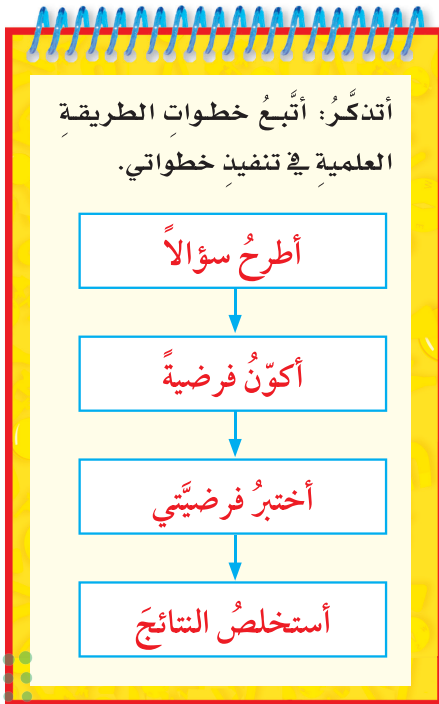 أتذكَّرُ: أتَّبعُ خطواتِ الطريقةِ
العلميةِ في تنفيذِ خطواتي.
أطرحُ سؤالاً
أكوّنُ فرضيةً
أختبرُ فرضيَّتي
أستخلصُ النتائجَ